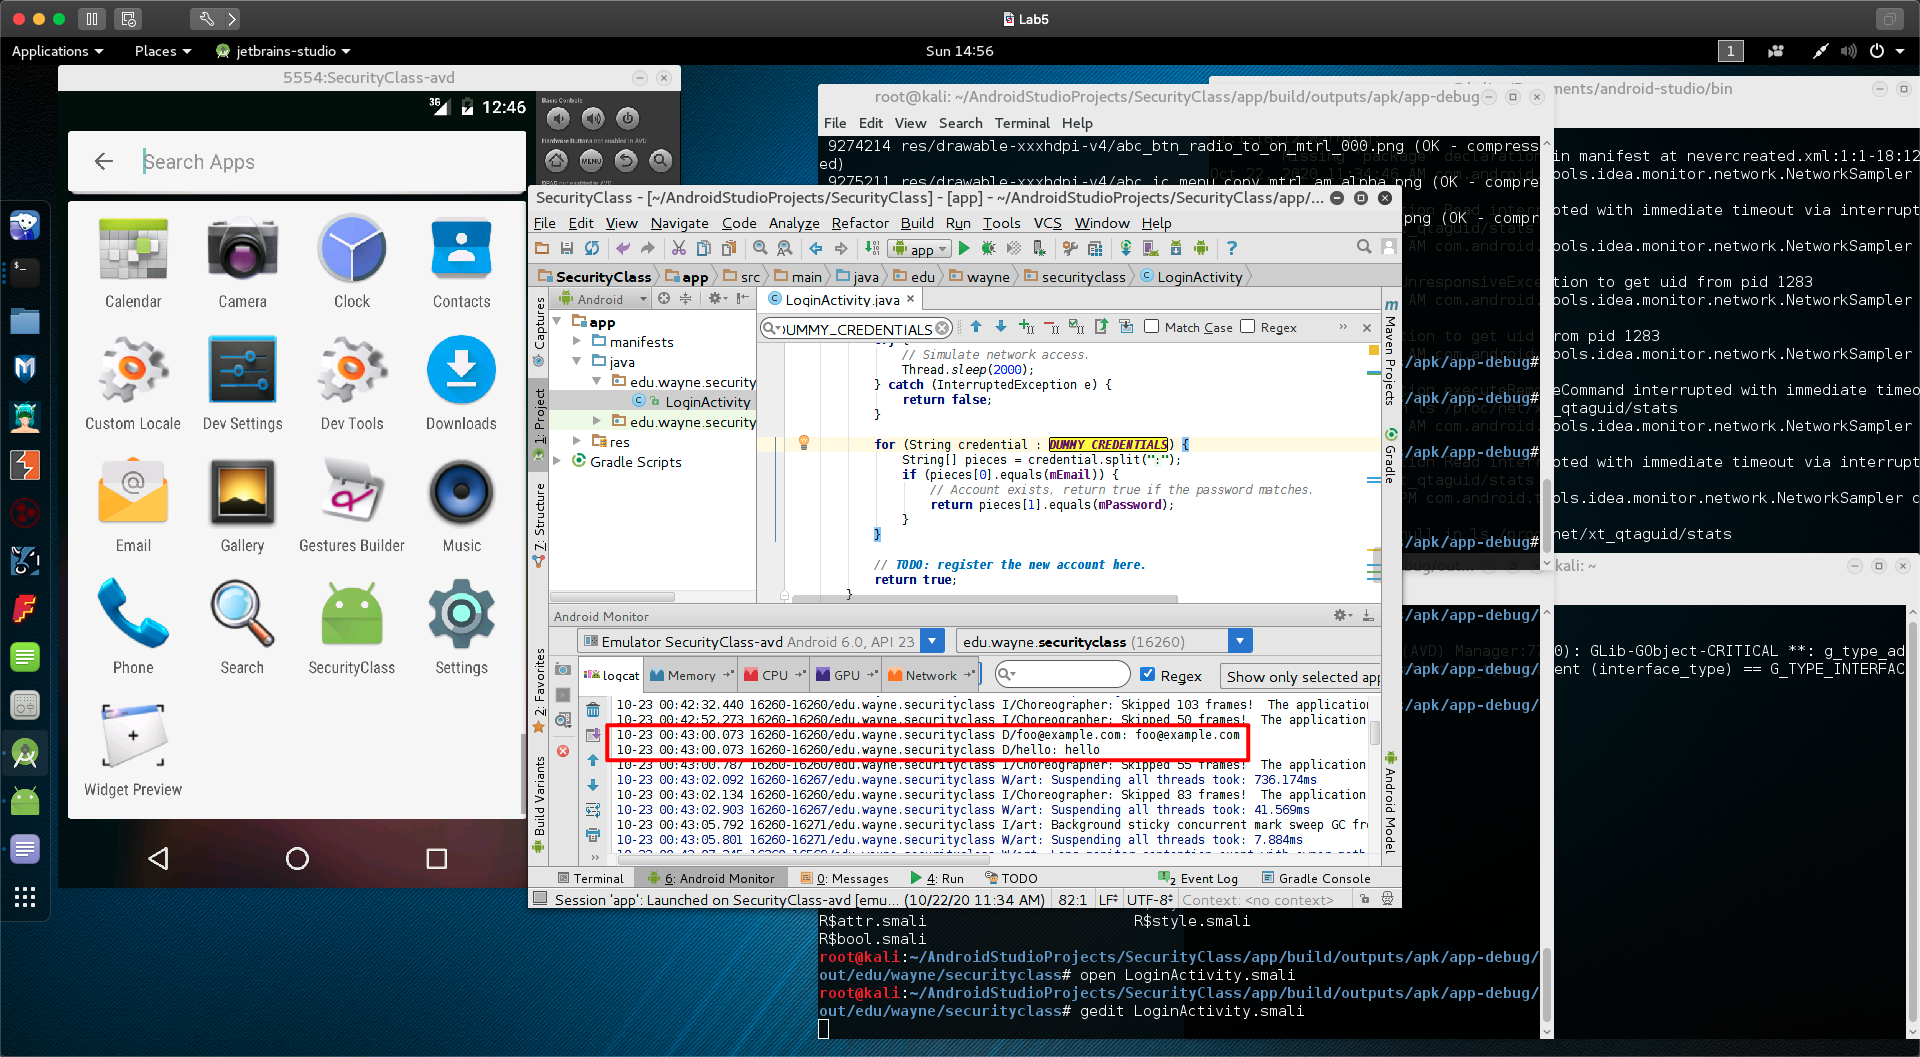 Lab5
Applications Places jetbrains-studio Sun 14:56 1
5554:SecurityClass-avd
3G 12:46
Search Apps
Calendar Camera Clock Contacts
Custom Locale Dev Settings Dev Tools Downloads
Email Gallery Gestures Builder Music
Phone Search SecurityClass Settings
Widget Preview
Basic Controls
Hardware Buttons not enabled in AVD
MENU
root@kali: ~/AndroidStudioProjects/SecurityClass/app/build/outputs/apk/app-debug
File Edit View Search Terminal Help
9274214 res/drawable-xxxhdpi-v4/abc_btn_radio_to_on_mtrl_000.png (OK - compress
ed)
9275211 res/drawable-xxxhdpi-v4/abc_ic_menu_copy_mtrl_am_alpha.png (OK - compre
ng (OK - compr
/apk/app-debug#
/apk/app-debug#
/apk/app-debug#
/apk/app-debug#
ments/android-studio/bin
in manifest at nevercreated.xml:1:1-18:12
ols.idea.monitor.network.NetworkSampler
pted with immediate timeout via interrupt
ols.idea.monitor.network.NetworkSampler
tion to get uid from pid 1283
ols.idea.monitor.network.NetworkSampler
rom pid 1283
ols.idea.monitor.network.NetworkSampler
Command interrupted with immediate timeo
_qtaguid/stats
ols.idea.monitor.network.NetworkSampler
pted with immediate timeout via interrupt
ols.idea.monitor.network.NetworkSampler c
net/xt_qtaguid/stats
SecurityClass - [~/AndroidStudioProjects/SecurityClass] - [app] - ~/AndroidStudioProjects/SecurityClass/app/...
File Edit View Navigate Code Analyze Refactor Build Run Tools VCS Window Help
app
SecurityClass app src main java edu wayne securityclass LoginActivity
Captures
1: Project
7: Structure
2: Favorites
Build Variants
Android
app
manifests
java
edu.wayne.security
LoginActivity
edu.wayne.security
res
Gradle Scripts
LoginActivity.java
DUMMY_CREDENTIALS Match Case Regex
// Simulate network access.
Thread.sleep(2000);
} catch (InterruptedException e) {
return false;
}
for (String credential : DUMMY_CREDENTIALS) {
String[] pieces = credential.split(":");
if (pieces[0].equals(mEmail)) {
// Account exists, return true if the password matches.
return pieces[1].equals(mPassword);
}
}
// TODO: register the new account here.
return true;
}
Maven Projects
Gradle
Android Model
Android Monitor
Emulator SecurityClass-avd Android 6.0, API 23 edu.wayne.securityclass (16260)
logcat Memory CPU GPU Network Regex Show only selected app
10-23 00:42:32.440 16260-16260/edu.wayne.securityclass I/Choreographer: Skipped 103 frames! The application
10-23 00:42:52.273 16260-16260/edu.wayne.securityclass I/Choreographer: Skipped 50 frames! The application
10-23 00:43:00.073 16260-16260/edu.wayne.securityclass D/foo@example.com: foo@example.com
10-23 00:43:00.073 16260-16260/edu.wayne.securityclass D/hello: hello
10-23 00:43:00.787 16260-16260/edu.wayne.securityclass I/Choreographer: Skipped 55 frames! The application
10-23 00:43:02.092 16260-16267/edu.wayne.securityclass W/art: Suspending all threads took: 736.174ms
10-23 00:43:02.134 16260-16260/edu.wayne.securityclass I/Choreographer: Skipped 83 frames! The application
10-23 00:43:02.903 16260-16267/edu.wayne.securityclass W/art: Suspending all threads took: 41.569ms
10-23 00:43:05.792 16260-16271/edu.wayne.securityclass I/art: Background sticky concurrent mark sweep GC fre
10-23 00:43:05.801 16260-16271/edu.wayne.securityclass W/art: Suspending all threads took: 7.884ms
Terminal 6: Android Monitor 0: Messages 4: Run TODO 2 Event Log Gradle Console
Session 'app': Launched on SecurityClass-avd [emu... (10/22/20 11:34 AM) 82:1 LF UTF-8 Context: <no context>
kali: ~
s/apk/app-debug/
s/apk/app-debug/
s/apk/app-debug/
(AVD) Manager:7 0): GLib-GObject-CRITICAL **: g_type_ad
ent (interface_type) == G_TYPE_INTERFAC
R$attr.smali R$style.smali
R$bool.smali
root@kali:~/AndroidStudioProjects/SecurityClass/app/build/outputs/apk/app-debug/
out/edu/wayne/securityclass# open LoginActivity.smali
root@kali:~/AndroidStudioProjects/SecurityClass/app/build/outputs/apk/app-debug/
out/edu/wayne/securityclass# gedit LoginActivity.smali